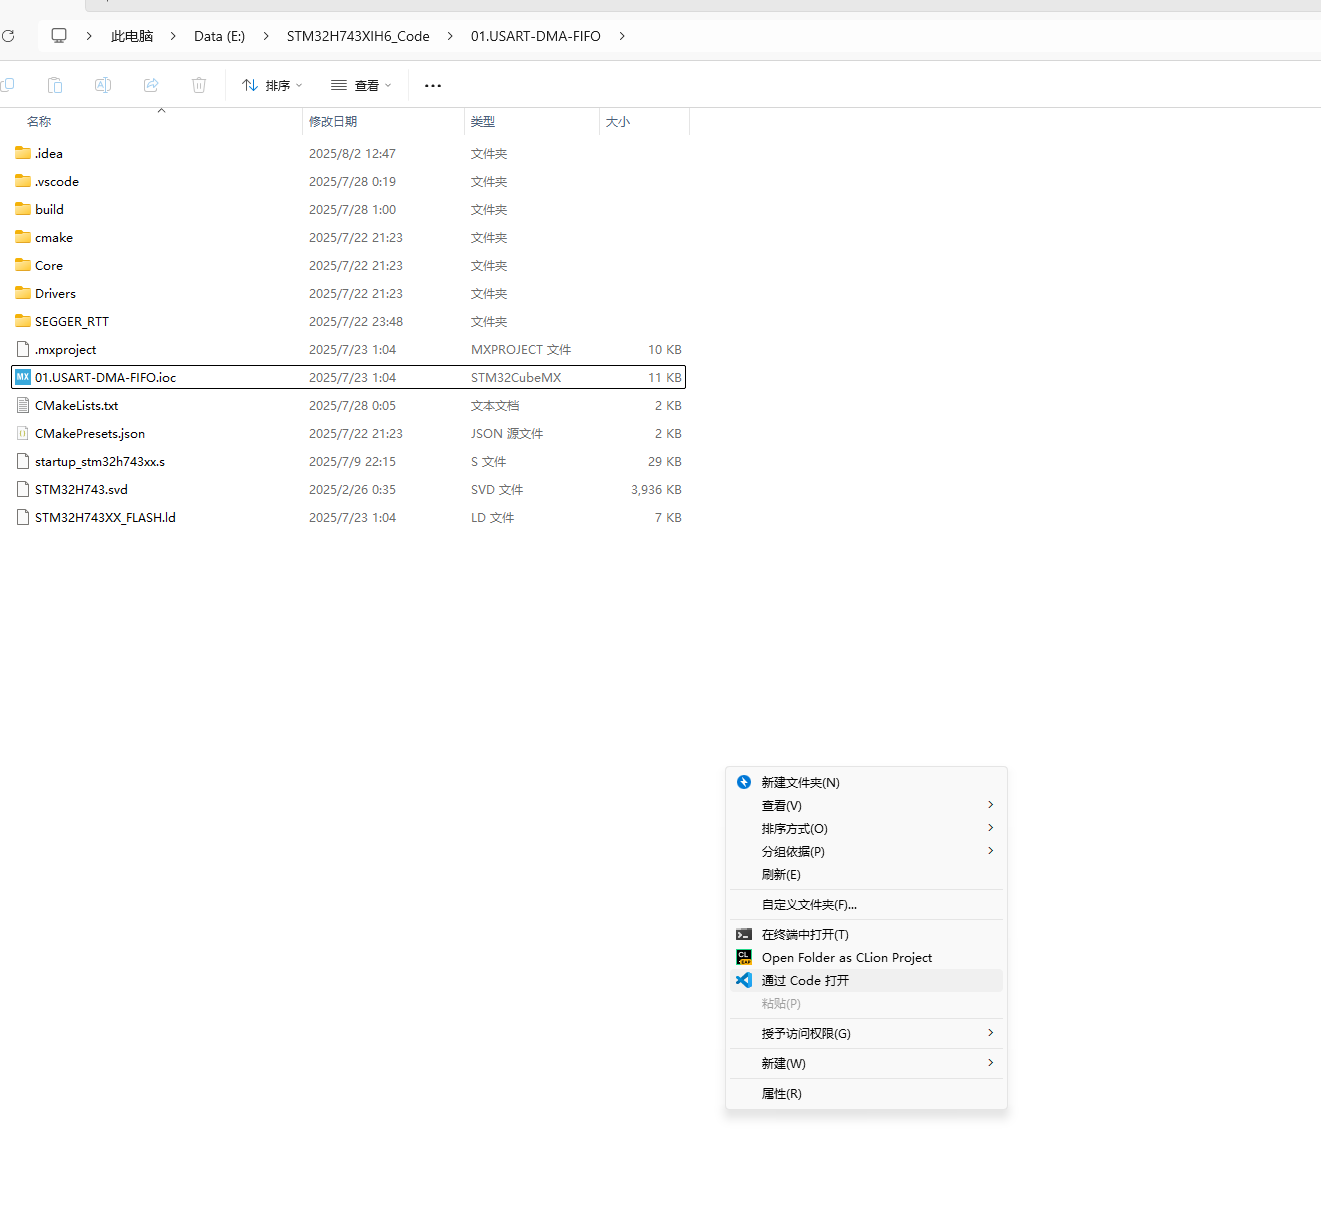 此电脑 > Data (E:) > STM32H743XIH6_Code > 01.USART-DMA-FIFO >
排序 查看 ...
名称 修改日期 类型 大小
.idea 2025/8/2 12:47 文件夹
.vscode 2025/7/28 0:19 文件夹
build 2025/7/28 1:00 文件夹
cmake 2025/7/22 21:23 文件夹
Core 2025/7/22 21:23 文件夹
Drivers 2025/7/22 21:23 文件夹
SEGGER_RTT 2025/7/22 23:48 文件夹
.mxproject 2025/7/23 1:04 MXPROJECT 文件 10 KB
MX 01.USART-DMA-FIFO.ioc 2025/7/23 1:04 STM32CubeMX 11 KB
CMakeLists.txt 2025/7/28 0:05 文本文档 2 KB
CMakePresets.json 2025/7/22 21:23 JSON 源文件 2 KB
startup_stm32h743xx.s 2025/7/9 22:15 S 文件 29 KB
STM32H743.svd 2025/2/26 0:35 SVD 文件 3,936 KB
STM32H743XX_FLASH.ld 2025/7/23 1:04 LD 文件 7 KB
新建文件夹(N)
查看(V)
排序方式(O)
分组依据(P)
刷新(E)
自定义文件夹(F)...
在终端中打开(T)
CL EAP Open Folder as CLion Project
通过 Code 打开
粘贴(P)
授予访问权限(G)
新建(W)
属性(R)